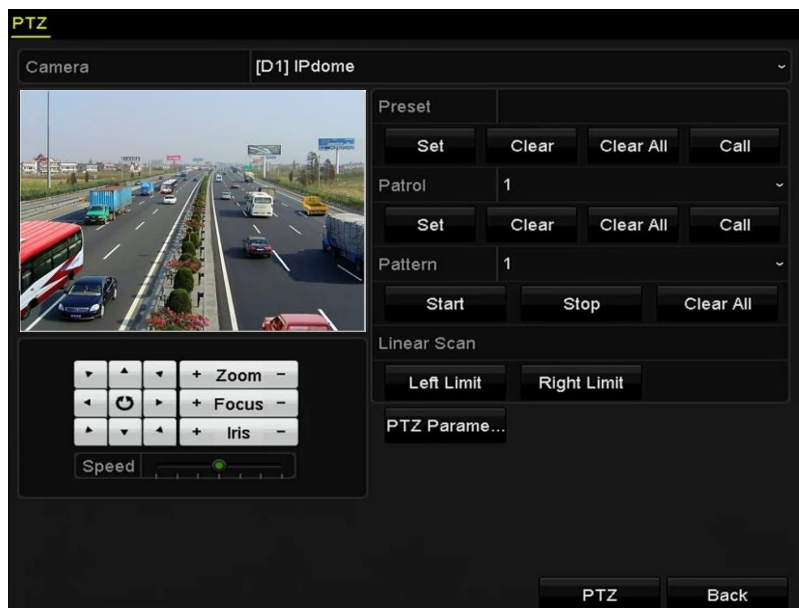 PTZ
Camera [D1] IPdome
Preset
Set Clear Clear All Call
Patrol 1
Set Clear Clear All Call
Pattern 1
Start Stop Clear All
Linear Scan
Left Limit Right Limit
PTZ Parame...
+ Zoom -
+ Focus -
+ Iris -
Speed
PTZ Back